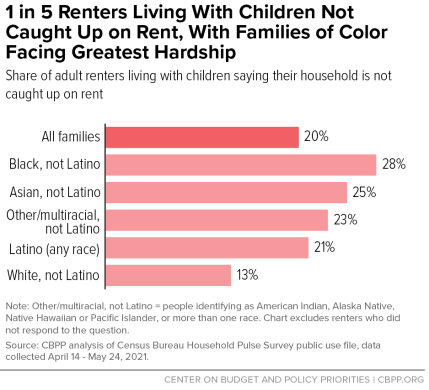 1 in 5 Renters Living With Children Not
Caught Up on Rent, With Families of Color
Facing Greatest Hardship
Share of adult renters living with children saying their household is not
caught up on rent
All families 20%
Black, not Latino 28%
Asian, not Latino 25%
Other/multiracial,
not Latino 23%
Latino (any race) 21%
White, not Latino 13%
Note: Other/multiracial, not Latino = people identifying as American Indian, Alaska Native,
Native Hawaiian or Pacific Islander, or more than one race. Chart excludes renters who did
not respond to the question.
Source: CBPP analysis of Census Bureau Household Pulse Survey public use file, data
collected April 14 - May 24, 2021.
CENTER ON BUDGET AND POLICY PRIORITIES | CBPP.ORG